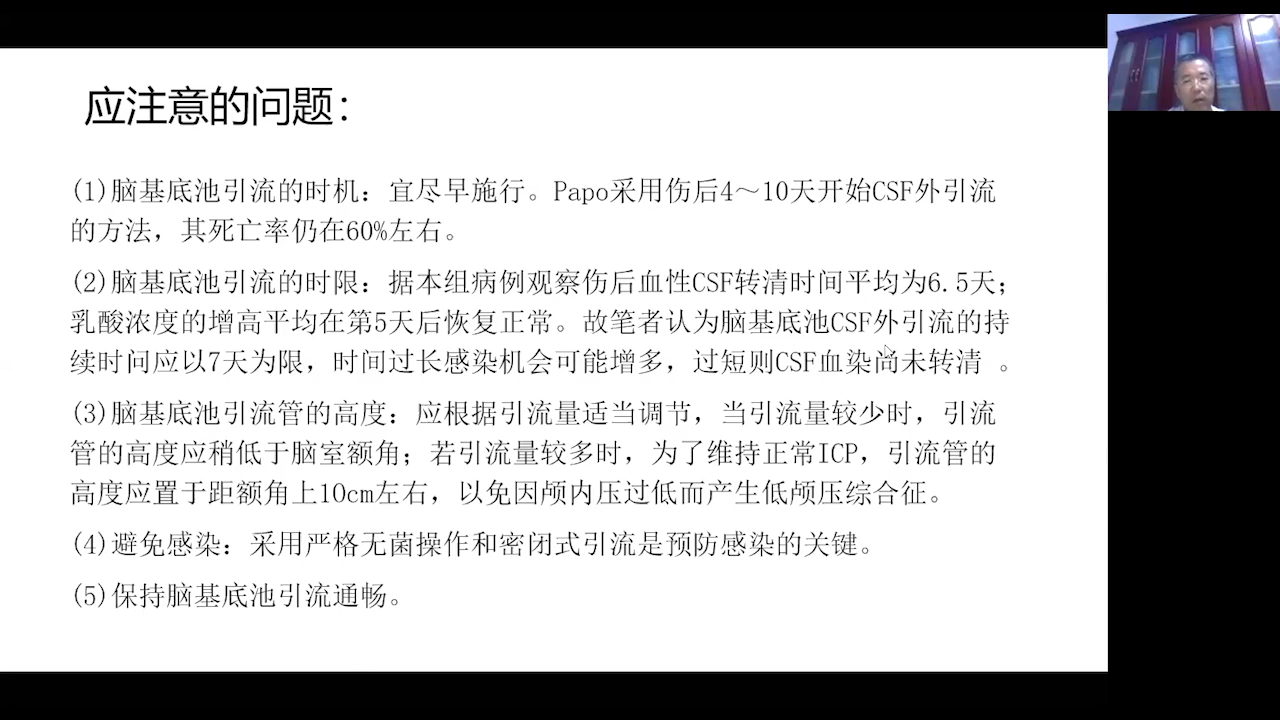 应注意的问题：
(1)脑基底池引流的时机：宜尽早施行。Papo采用伤后4～10天开始CSF外引流
的方法，其死亡率仍在60%左右。
(2)脑基底池引流的时限：据本组病例观察伤后血性CSF转清时间平均为6.5天；
乳酸浓度的增高平均在第5天后恢复正常。故笔者认为脑基底池CSF外引流的持
续时问应以7天为限，时间过长感染机会可能增多，过短则CSF血染尚未转清 。
(3)脑基底池引流管的高度：应根据引流量适当调节，当引流量较少时，引流
管的高度应稍低于脑室额角；若引流量较多时，为了维持正常ICP，引流管的
高度应置于距额角上10cm左右，以免因颅内压过低而产生低颅压综合征。
(4)避免感染：采用严格无菌操作和密闭式引流是预防感染的关键。
(5)保持脑基底池引流通畅。